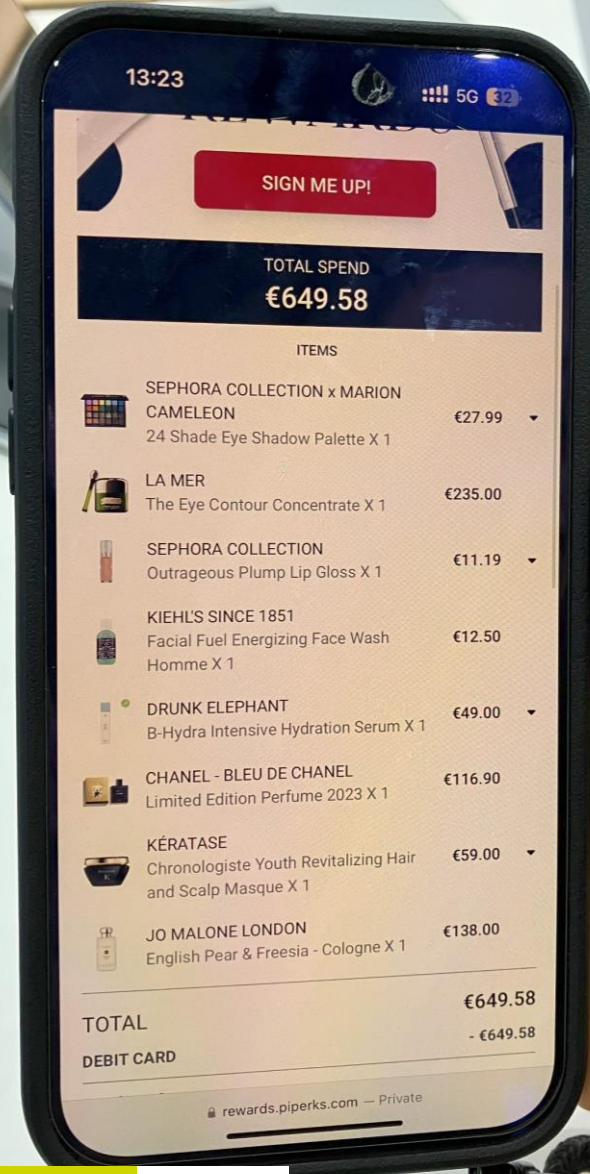 13:23
5G 32
SIGN ME UP!
TOTAL SPEND
€649.58
ITEMS
SEPHORA COLLECTION x MARION
CAMELEON
24 Shade Eye Shadow Palette X 1
€27.99
LA MER
The Eye Contour Concentrate X 1
€235.00
SEPHORA COLLECTION
Outrageous Plump Lip Gloss X 1
€11.19
KIEHL'S SINCE 1851
Facial Fuel Energizing Face Wash
Homme X 1
€12.50
DRUNK ELEPHANT
B-Hydra Intensive Hydration Serum X 1
€49.00
CHANEL - BLEU DE CHANEL
Limited Edition Perfume 2023 X 1
€116.90
KÉRATASE
Chronologiste Youth Revitalizing Hair
and Scalp Masque X 1
€59.00
JO MALONE LONDON
English Pear & Freesia - Cologne X 1
€138.00
TOTAL €649.58
DEBIT CARD - €649.58
rewards.piperks.com — Private